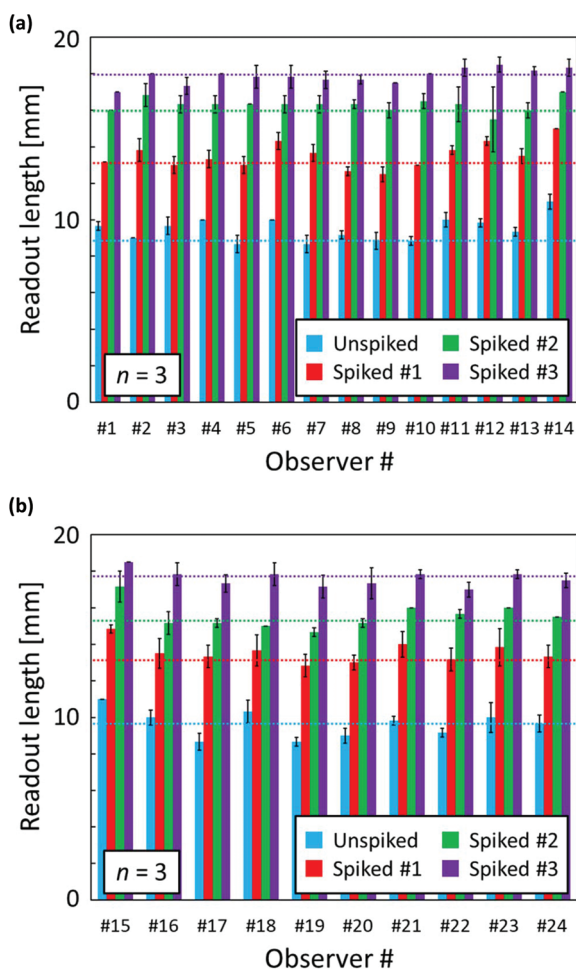 (a)
20
10
0
Readout length [mm]
Unspiked
Spiked #2
Spiked #1
Spiked #3
n = 3
#1 #2 #3 #4 #5 #6 #7 #8 #9 #10 #11 #12 #13 #14
Observer #
(b)
20
10
0
Readout length [mm]
Unspiked
Spiked #2
Spiked #1
Spiked #3
n = 3
#15 #16 #17 #18 #19 #20 #21 #22 #23 #24
Observer #